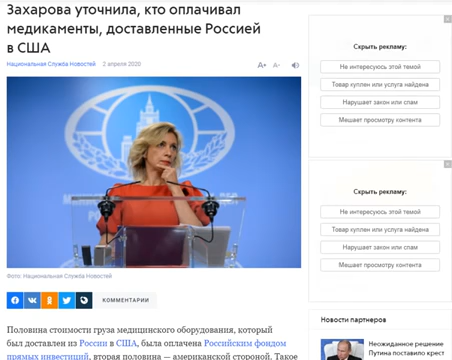 Захарова уточнила, кто оплачивал
медикаменты, доставленные Россией
в США
Национальная Служба Новостей 2 апреля 2020
A+ A-
Фото: Национальная Служба Новостей
КОММЕНТАРИИ
Половина стоимости груза медицинского оборудования, который
был доставлен из России в США, была оплачена Российским фондом
прямых инвестиций, вторая половина — американской стороной. Такое
Скрыть рекламу:
Не интересуюсь этой темой
Товар куплен или услуга найдена
Нарушает закон или спам
Мешает просмотру контента
Скрыть рекламу:
Не интересуюсь этой темой
Товар куплен или услуга найдена
Нарушает закон или спам
Мешает просмотру контента
Новости партнеров
Неожиданное решение
Путина поставило крест